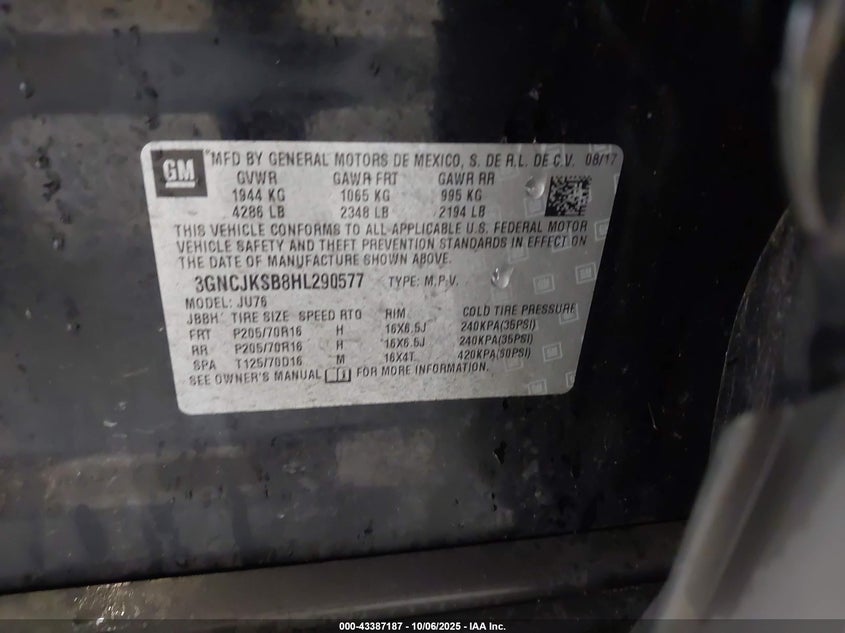 GM
MFD BY GENERAL MOTORS DE MEXICO, S. DE R.L. DE C.V. 08/17
GVWR GAWR FRT GAWR RR
1944 KG 1065 KG 995 KG
4286 LB 2348 LB 2194 LB
THIS VEHICLE CONFORMS TO ALL APPLICABLE U.S. FEDERAL MOTOR
VEHICLE SAFETY AND THEFT PREVENTION STANDARDS IN EFFECT ON
THE DATE OF MANUFACTURE SHOWN ABOVE.
3GNCJKSB8HL290577 TYPE: M.P.V.
MODEL: JU76
JBBH: TIRE SIZE SPEED RTG RIM COLD TIRE PRESSURE
FRT P205/70R16 H 16X6.5J 240KPA(35PSI)
RR P205/70R16 H 16X6.5J 240KPA(35PSI)
SPA T125/70D16 M 16X4T 420KPA(60PSI)
SEE OWNER'S MANUAL FOR MORE INFORMATION.
000-43387187 - 10/06/2025 - IAA Inc.